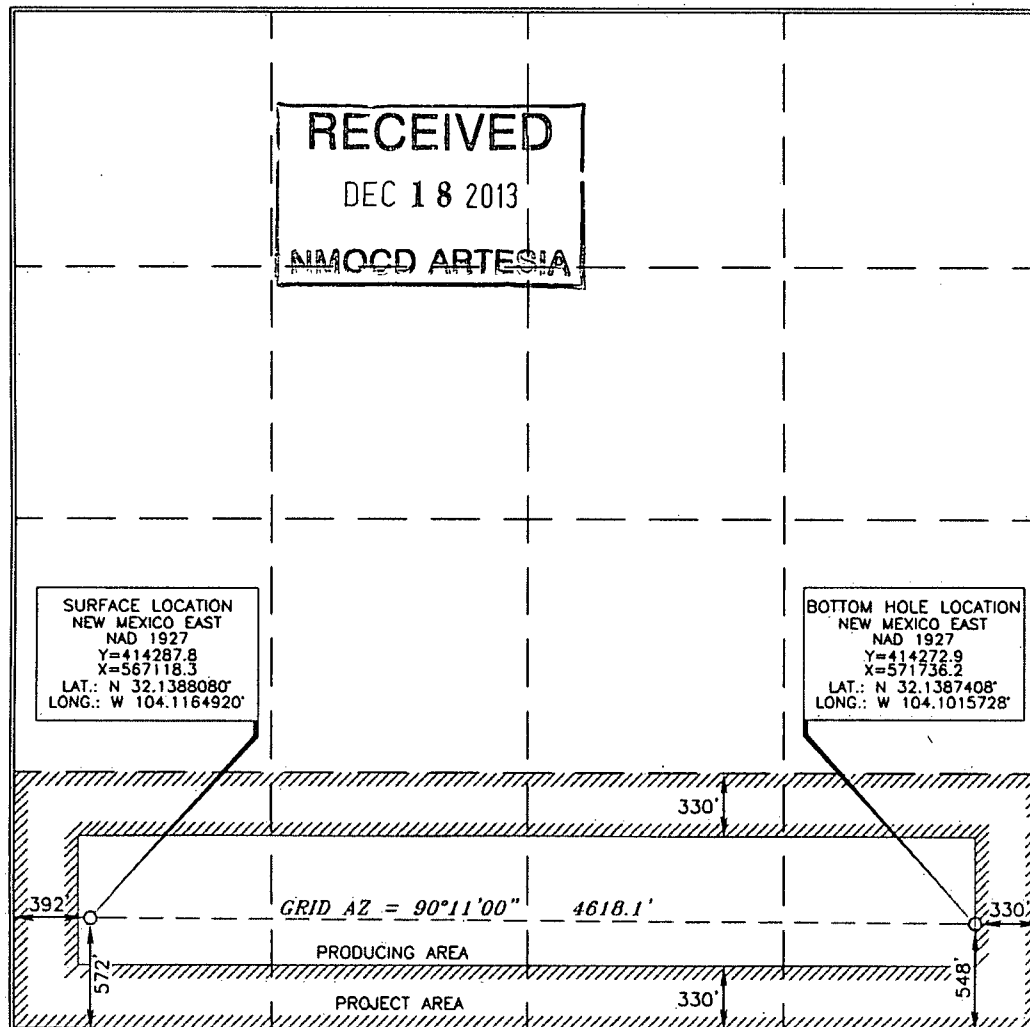 RECEIVED
DEC 18 2013
NMOCD ARTESIA
SURFACE LOCATION
NEW MEXICO EAST
NAD 1927
Y=414287.8
X=567118.3
LAT.: N 32.1388080°
LONG.: W 104.1164920°
BOTTOM HOLE LOCATION
NEW MEXICO EAST
NAD 1927
Y=414272.9
X=571736.2
LAT.: N 32.1387408°
LONG.: W 104.1015728°
330'
392'
GRID AZ = 90°11'00" 4618.1'
330'
PRODUCING AREA
572'
548'
PROJECT AREA
330'